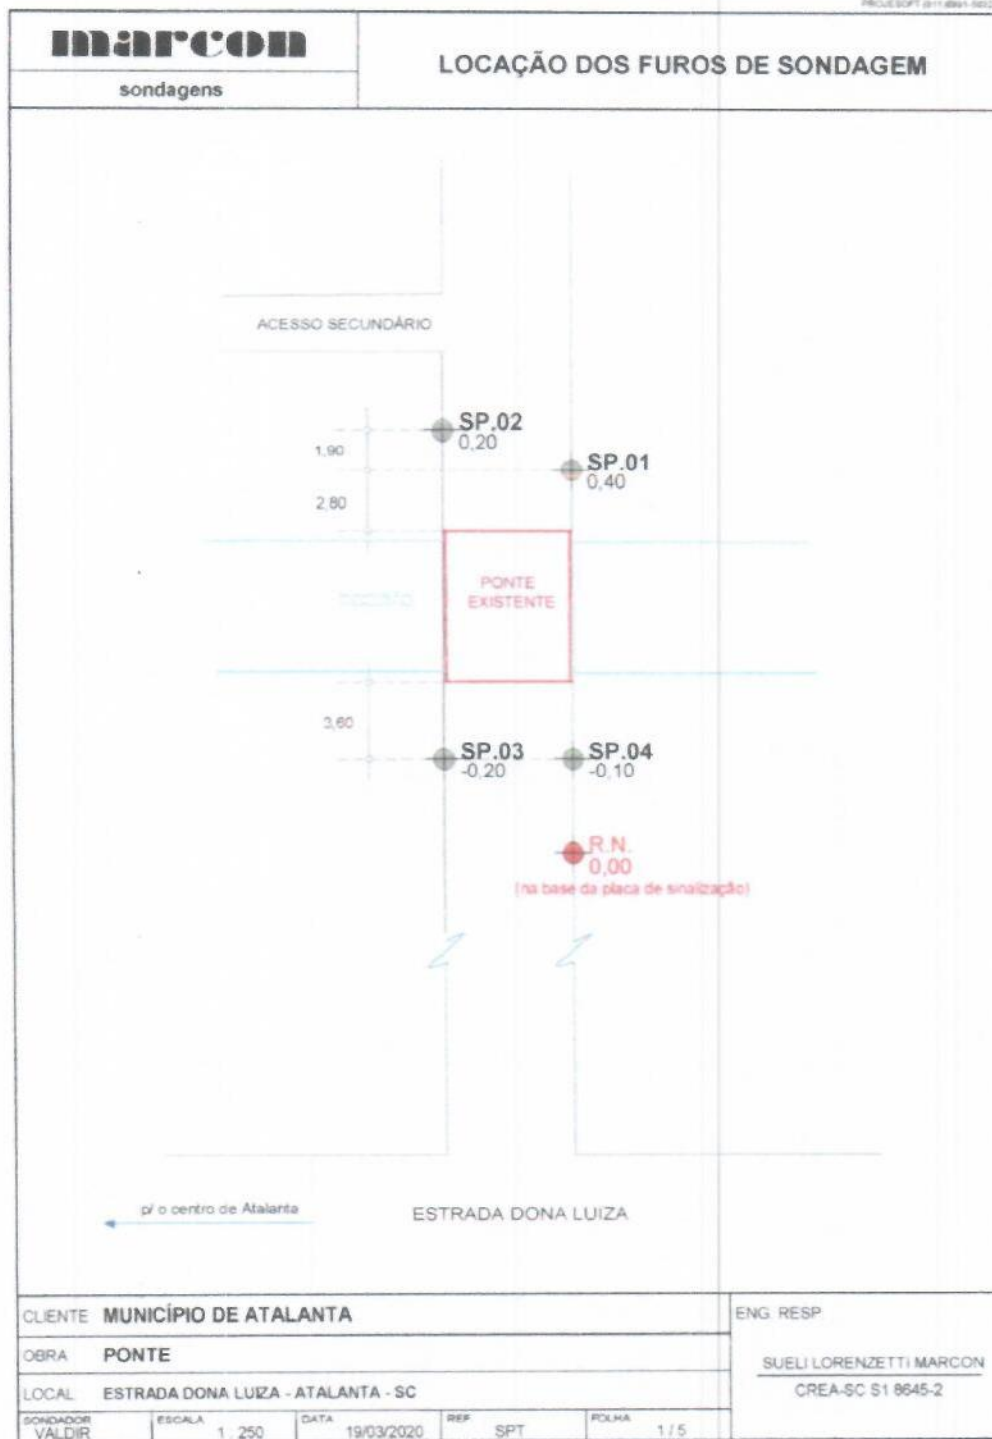 marcon
sondagens
LOCAÇÃO DOS FUROS DE SONDAGEM
ACESSO SECUNDÁRIO
SP.02
0,20
SP.01
0,40
1,90
2,80
PONTE
EXISTENTE
3,60
SP.03
-0,20
SP.04
-0,10
R.N.
0,00
(na base da placa de sinalização)
p/ o centro de Atalanta
ESTRADA DONA LUIZA
CLIENTE MUNICÍPIO DE ATALANTA
OBRA PONTE
LOCAL ESTRADA DONA LUIZA - ATALANTA - SC
ENG. RESP
SUELI LORENZETTI MARCON
CREA-SC S1 8645-2
SONDADOR
VALDIR
ESCALA
1 : 250
DATA
19/03/2020
REF
SPT
FOLHA
1 / 5